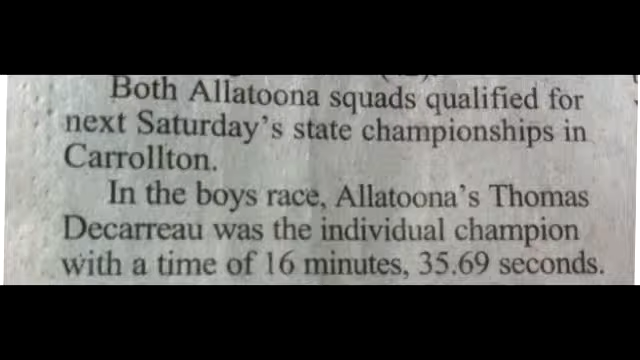 Both Allatoona squads qualified for
next Saturday's state championships in
Carrollton.
In the boys race, Allatoona's Thomas
Decarreau was the individual champion
with a time of 16 minutes, 35.69 seconds.